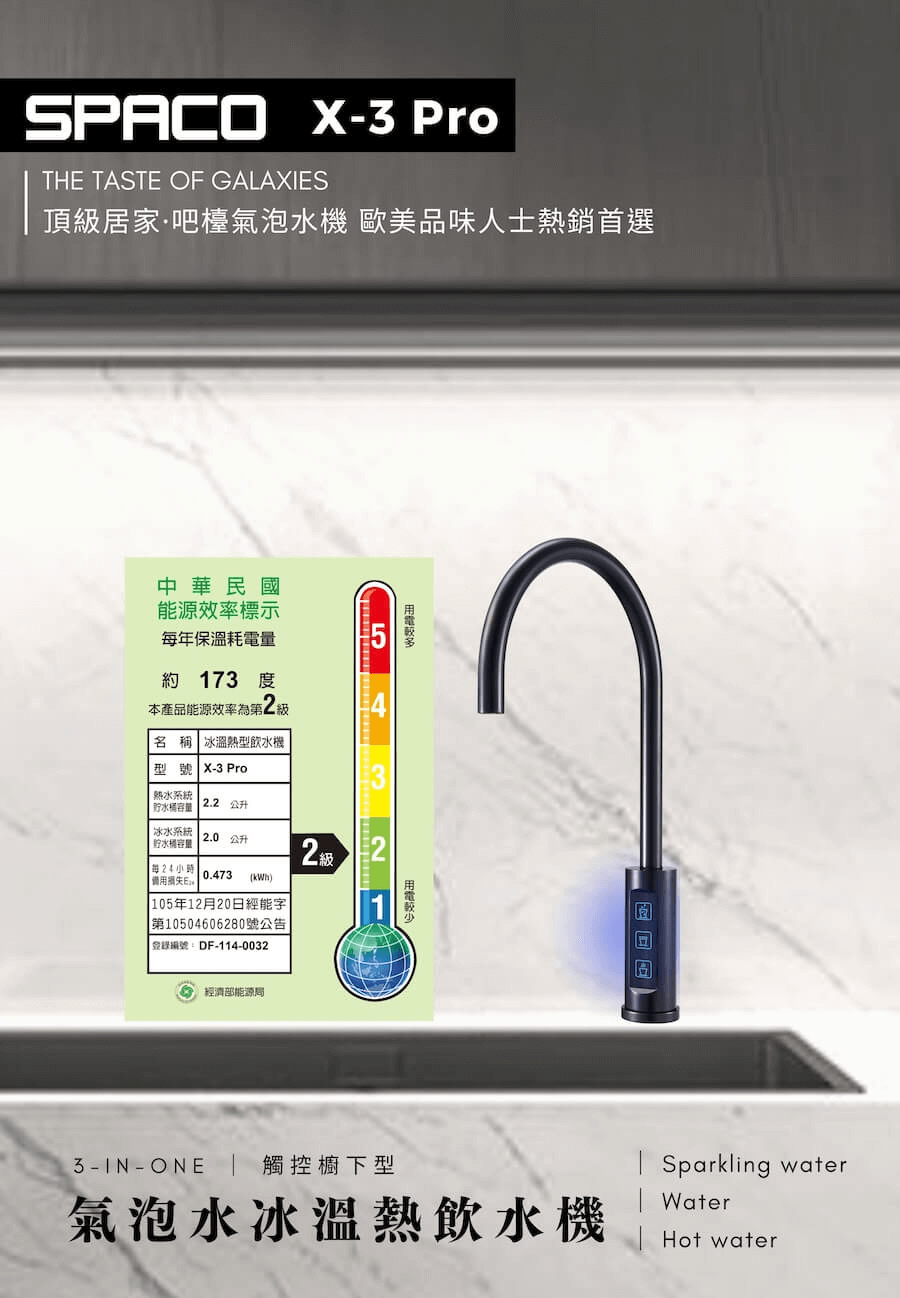 SPACO X-3 Pro
THE TASTE OF GALAXIES
頂級居家·吧檯氣泡水機 歐美品味人士熱銷首選
中華民國
能源效率標示
每年保溫耗電量
約 173 度
本產品能源效率為第2級
名稱 冰溫熱型飲水機
型號 X-3 Pro
熱水系統
貯水桶容量 2.2 公升
冰水系統
貯水桶容量 2.0 公升
每24小時
備用損失E24 0.473 (kWh)
105年12月20日經能字
第10504606280號公告
登錄編號：DF-114-0032
經濟部能源局
2級
用電較多
5
4
3
2
1
用電較少
3-IN-ONE | 觸控櫥下型
氣泡水冰溫熱飲水機
Sparkling water
Water
Hot water